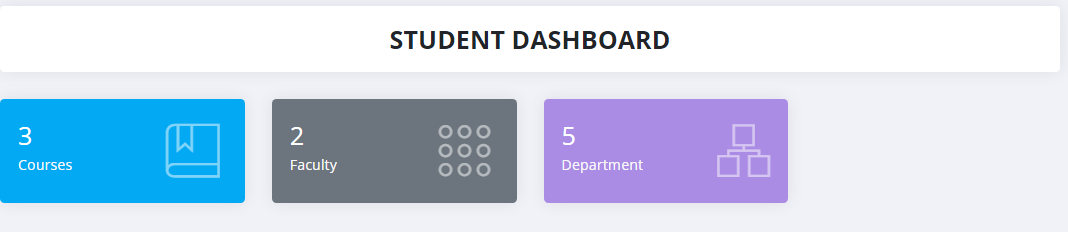 STUDENT DASHBOARD
3
Courses
2
Faculty
5
Department